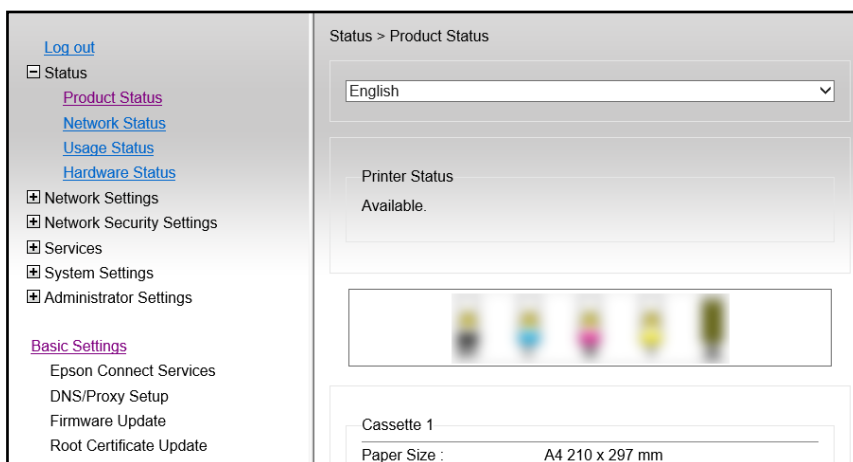 Log out
Status
Product Status
Network Status
Usage Status
Hardware Status
Network Settings
Network Security Settings
Services
System Settings
Administrator Settings
Basic Settings
Epson Connect Services
DNS/Proxy Setup
Firmware Update
Root Certificate Update
Status > Product Status
English
Printer Status
Available.
Cassette 1
Paper Size : A4 210 x 297 mm